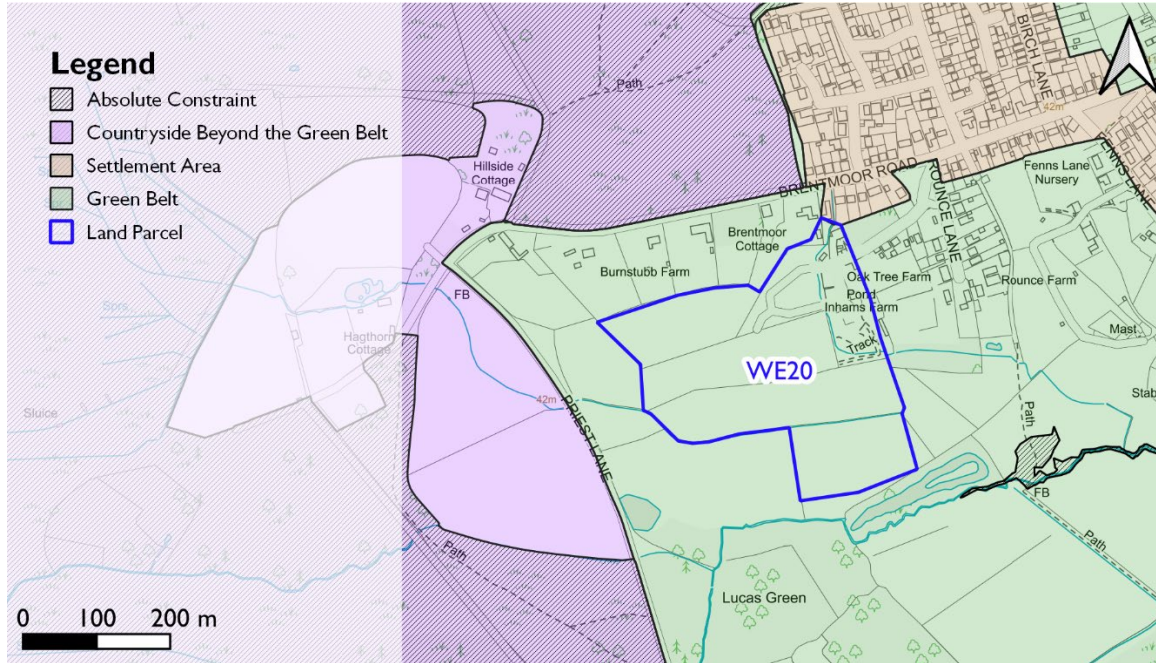 Legend
Absolute Constraint
Countryside Beyond the Green Belt
Settlement Area
Green Belt
Land Parcel
Path
BIRCH LANE
42m
Hillside
Cottage
BRENTMOOR ROAD
FENNS LANE
Fenns Lane
Nursery
ROUNCE LANE
Brentmoor
Cottage
Burnstubb Farm
Oak Tree Farm
Pond
Inhams Farm
Rounce Farm
FB
Sprs
Hagthorn
Cottage
Track
Mast
WE20
42m
PRIEST LANE
Sluice
Path
Stab
FB
Path
Path
Lucas Green
0 100 200 m